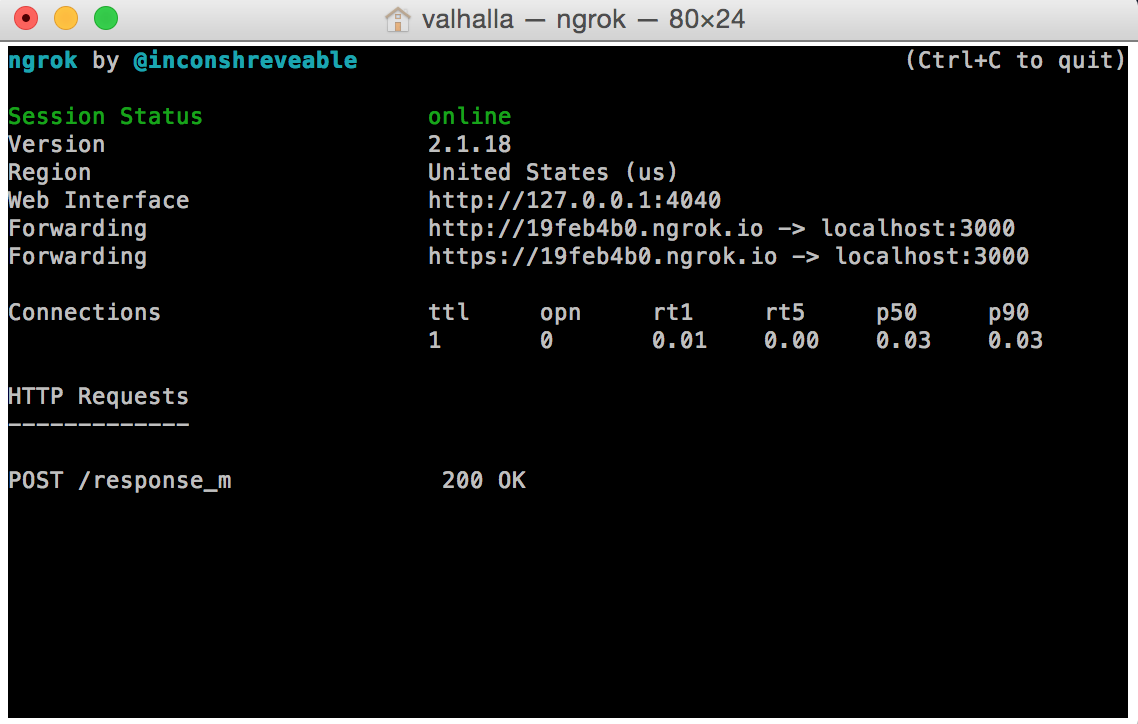 valhalla — ngrok — 80×24
ngrok by @inconshreveable (Ctrl+C to quit)
Session Status online
Version 2.1.18
Region United States (us)
Web Interface http://127.0.0.1:4040
Forwarding http://19feb4b0.ngrok.io -> localhost:3000
Forwarding https://19feb4b0.ngrok.io -> localhost:3000
Connections ttl opn rt1 rt5 p50 p90
1 0 0.01 0.00 0.03 0.03
HTTP Requests
-------------
POST /response_m 200 OK